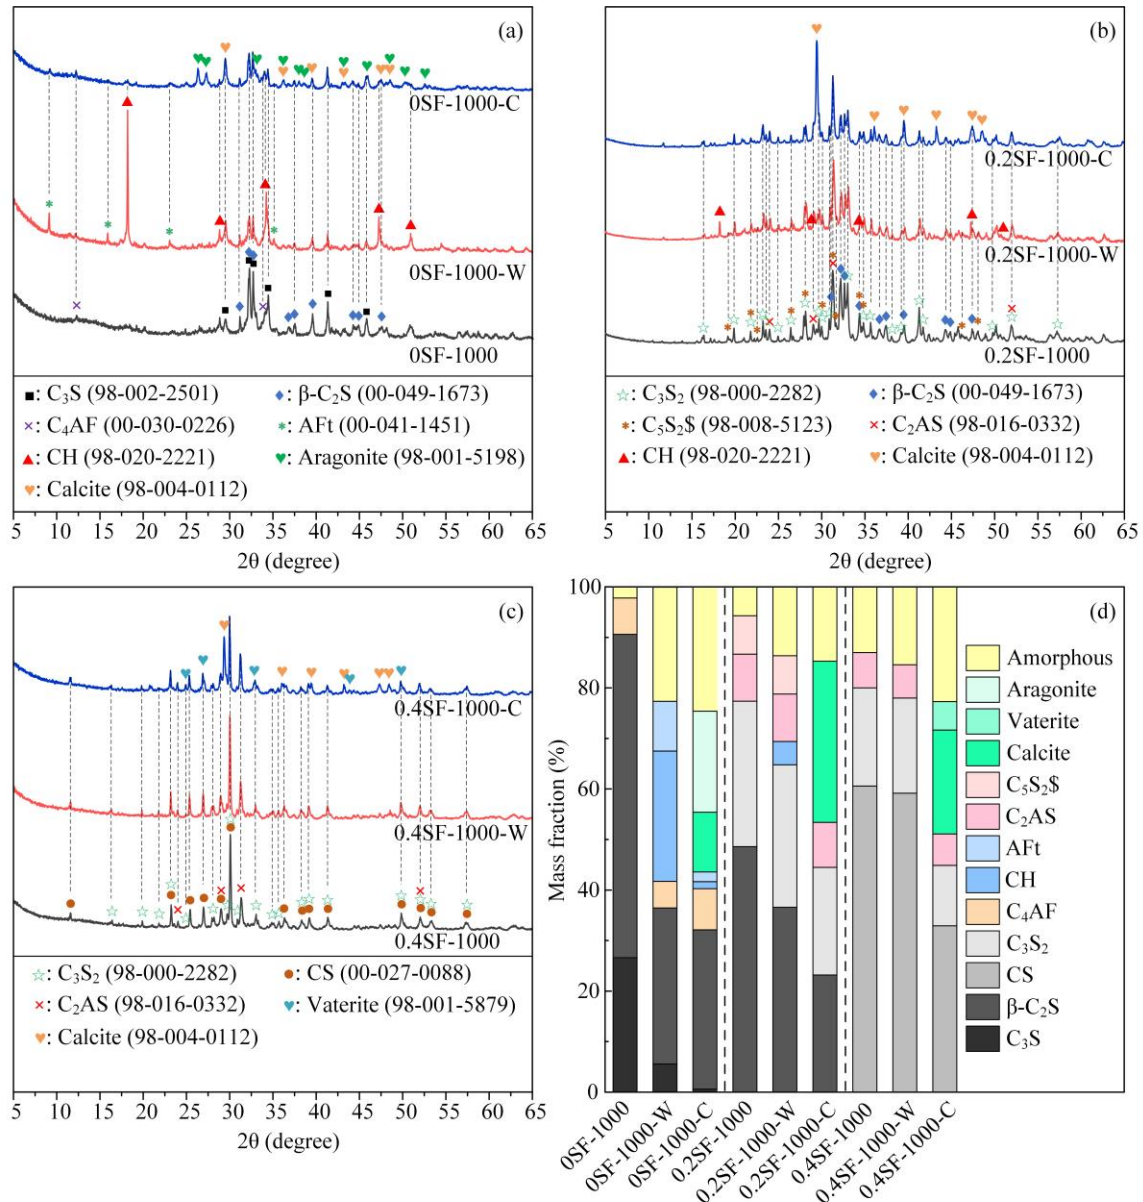 (a)
0SF-1000-C
0SF-1000-W
0SF-1000
■: C₃S (98-002-2501) ♦: β-C₂S (00-049-1673)
×: C₄AF (00-030-0226) *: AFt (00-041-1451)
▲: CH (98-020-2221) ♥: Aragonite (98-001-5198)
♥: Calcite (98-004-0112)
5 15 20 25 30 35 40 45 50 55 60 65
2θ (degree)
(b)
0.2SF-1000-C
0.2SF-1000-W
0.2SF-1000
☆: C₃S₂ (98-000-2282) ♦: β-C₂S (00-049-1673)
*: C₅S₂$ (98-008-5123) ×: C₂AS (98-016-0332)
▲: CH (98-020-2221) ♥: Calcite (98-004-0112)
5 15 20 25 30 35 40 45 50 55 60 65
2θ (degree)
(c)
0.4SF-1000-C
0.4SF-1000-W
0.4SF-1000
☆: C₃S₂ (98-000-2282) ●: CS (00-027-0088)
×: C₂AS (98-016-0332) ♥: Vaterite (98-001-5879)
♥: Calcite (98-004-0112)
5 15 20 25 30 35 40 45 50 55 60 65
2θ (degree)
(d)
100
80
60
40
20
0
Mass fraction (%)
Amorphous
Aragonite
Vaterite
Calcite
C₅S₂$
C₂AS
AFt
CH
C₄AF
C₃S₂
CS
β-C₂S
C₃S
0SF-1000
0SF-1000-W
0SF-1000-C
0.2SF-1000
0.2SF-1000-W
0.2SF-1000-C
0.4SF-1000
0.4SF-1000-W
0.4SF-1000-C